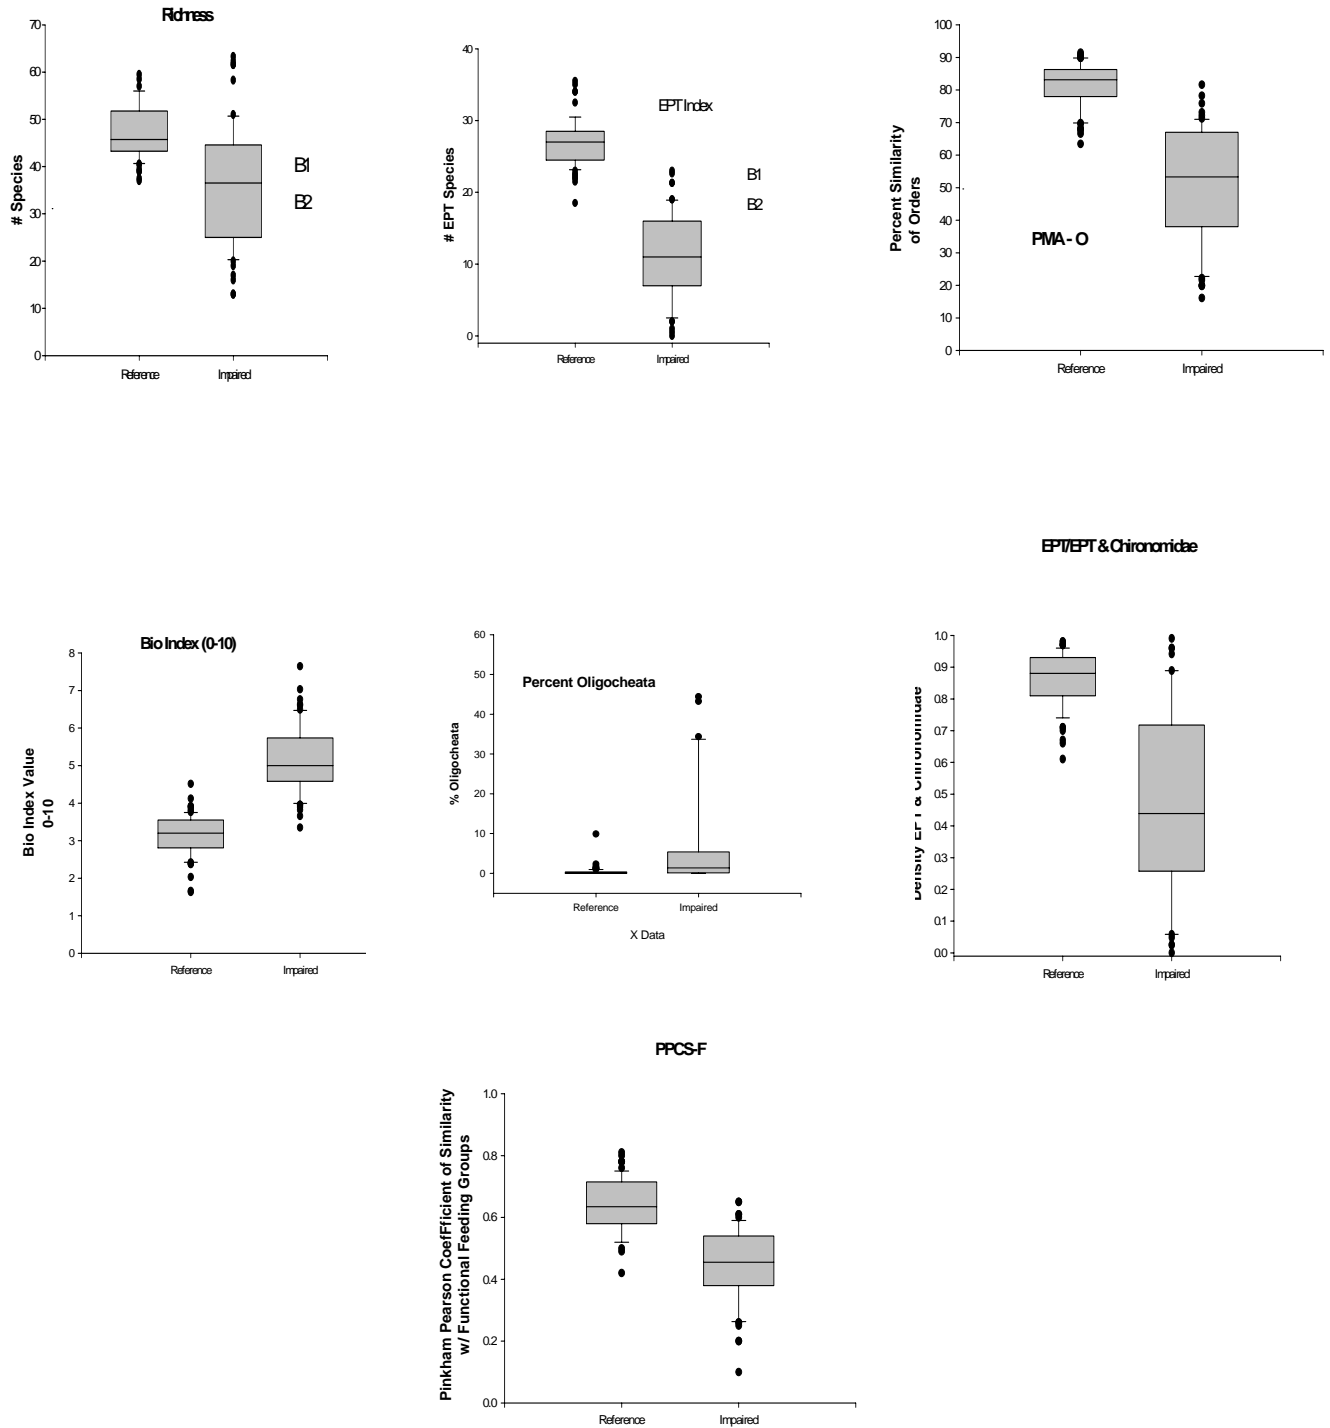 Richness
# Species
70
60
50
40
30
20
10
0
B1
B2
Reference Impaired
EPT Index
# EPT Species
40
30
20
10
0
B1
B2
Reference Impaired
PMA - O
Percent Similarity
of Orders
100
90
80
70
60
50
40
30
20
10
0
Reference Impaired
Bio Index (0-10)
Bio Index Value
0-10
8
7
6
5
4
3
2
1
0
Reference Impaired
Percent Oligocheata
% Oligocheata
60
50
40
30
20
10
0
Reference Impaired
X Data
EPT/EPT & Chironomidae
Density EPT & Chironomidae
1.0
0.9
0.8
0.7
0.6
0.5
0.4
0.3
0.2
0.1
0.0
Reference Impaired
PPCS-F
Pinkham Pearson CoefFficient of Similarity
w/ Functional Feeding Groups
1.0
0.8
0.6
0.4
0.2
0.0
Reference Impaired